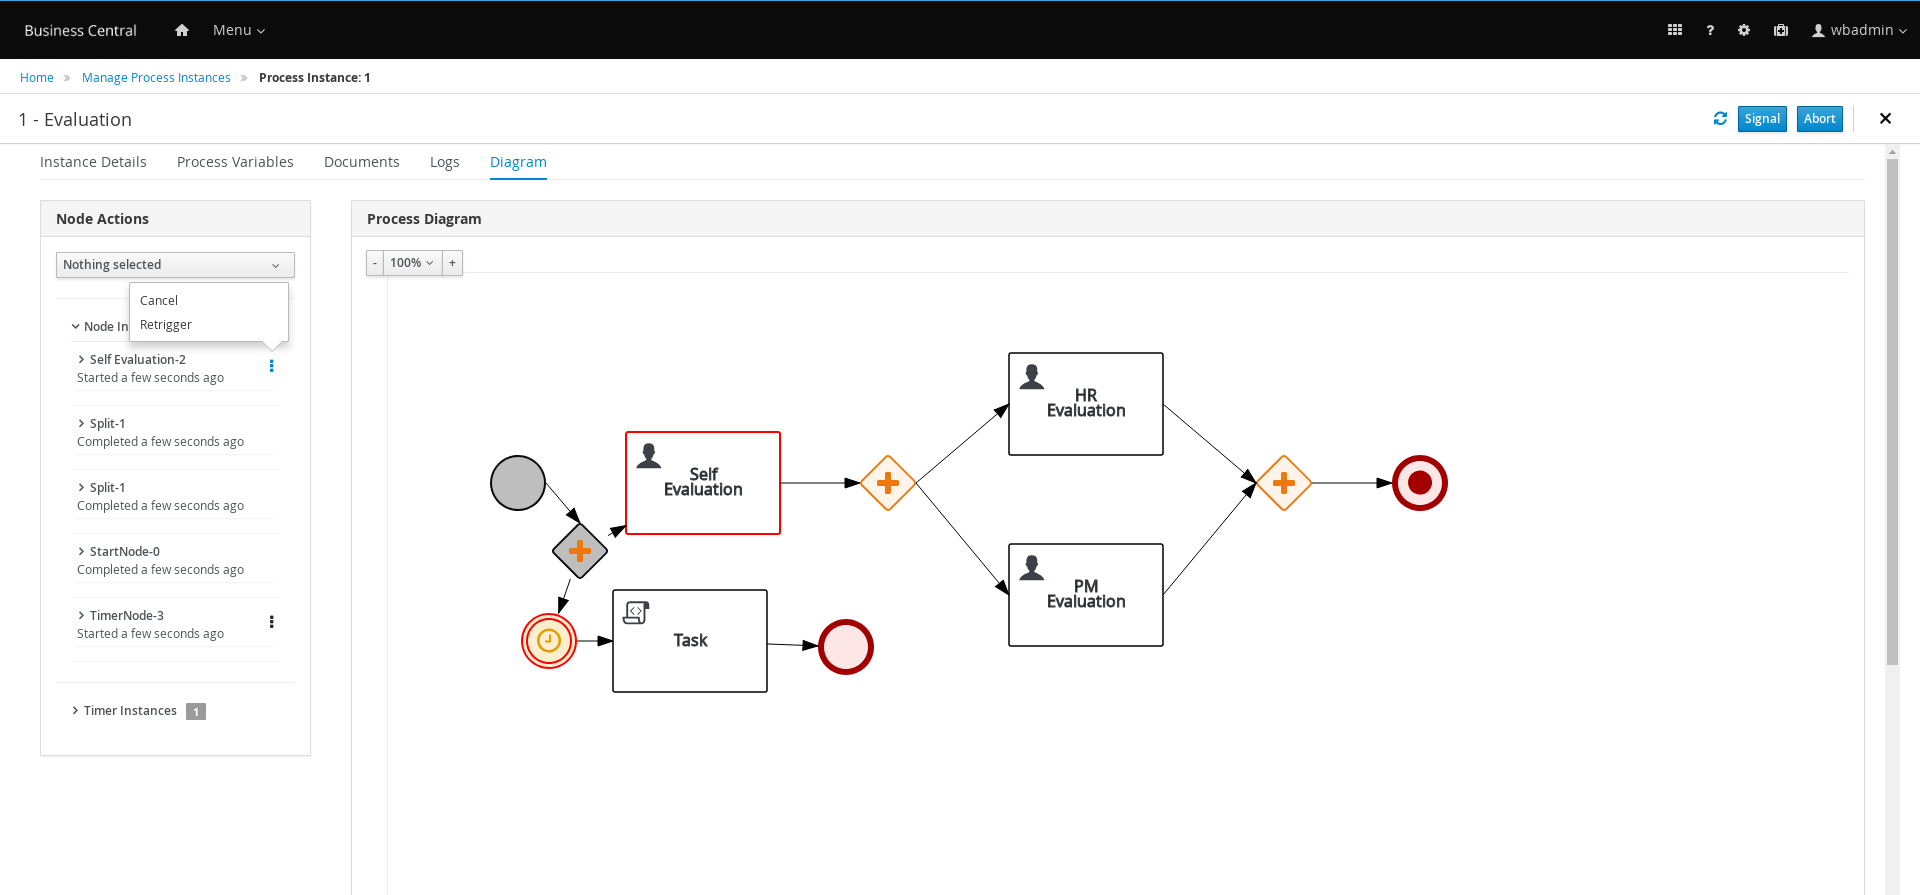 Business Central
Menu
?
wbadmin
Home » Manage Process Instances » Process Instance: 1
1 - Evaluation
Signal
Abort
Instance Details
Process Variables
Documents
Logs
Diagram
Node Actions
Nothing selected
Cancel
Retrigger
Node In
Self Evaluation-2
Started a few seconds ago
Split-1
Completed a few seconds ago
Split-1
Completed a few seconds ago
StartNode-0
Completed a few seconds ago
TimerNode-3
Started a few seconds ago
Timer Instances 1
Process Diagram
- 100% +
Self
Evaluation
Task
HR
Evaluation
PM
Evaluation